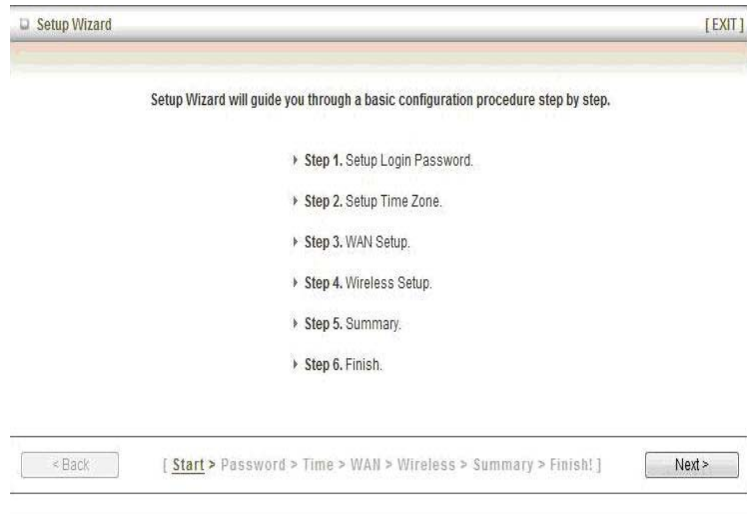 Setup Wizard [ EXIT ]
Setup Wizard will guide you through a basic configuration procedure step by step.
Step 1. Setup Login Password.
Step 2. Setup Time Zone.
Step 3. WAN Setup.
Step 4. Wireless Setup.
Step 5. Summary.
Step 6. Finish.
< Back [ Start > Password > Time > WAN > Wireless > Summary > Finish! ] Next >